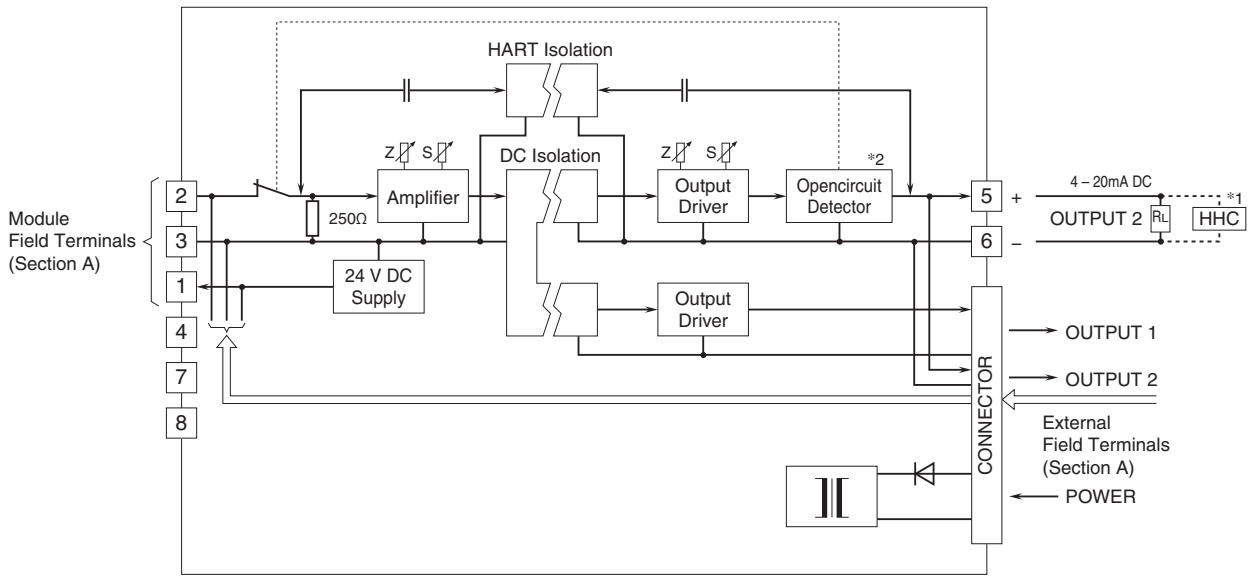 HART Isolation
Z
S
DC Isolation
Z
S
*2
2
Amplifier
Output
Driver
Opencircuit
Detector
5
+
4 – 20mA DC
*1
250Ω
OUTPUT 2
RL
HHC
Module
Field Terminals
(Section A)
3
6
–
1
24 V DC
Supply
Output
Driver
4
CONNECTOR
OUTPUT 1
7
OUTPUT 2
8
External
Field Terminals
(Section A)
POWER